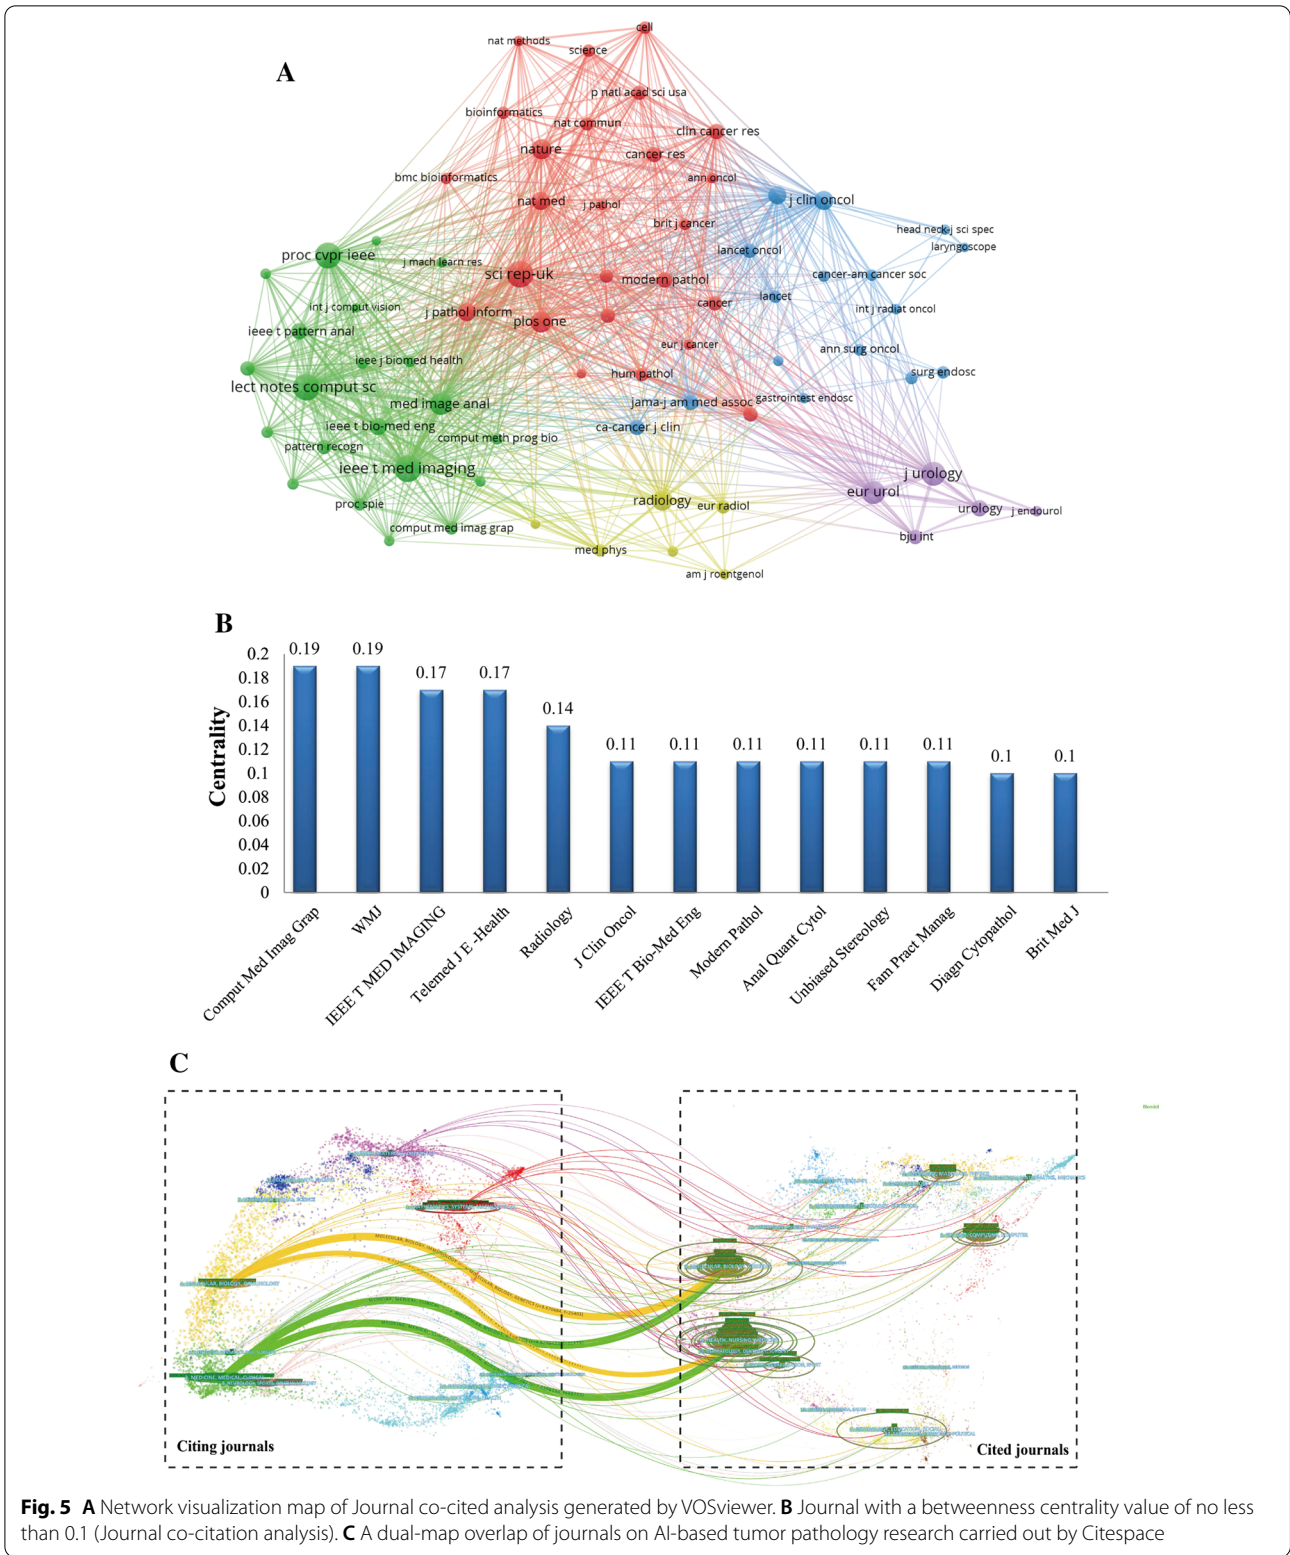 A
cell
nat methods
science
p natl acad sci usa
bioinformatics
nat commun
clin cancer res
nature
cancer res
bmc bioinformatics
ann oncol
nat med
j pathol
j clin oncol
brit j cancer
head neck-j sci spec
laryngoscope
lancet oncol
proc cvpr ieee
j mach learn res
sci rep-uk
modern pathol
cancer-am cancer soc
lancet
cancer
int j comput vision
j pathol inform
int j radiat oncol
plos one
ieee t pattern anal
eur j cancer
ann surg oncol
ieee j biomed health
hum pathol
surg endosc
lect notes comput sc
med image anal
jama-j am med assoc
gastrointest endosc
ieee t bio-med eng
ca-cancer j clin
comput meth prog bio
pattern recogn
ieee t med imaging
j urology
eur urol
radiology
eur radiol
proc spie
urology
j endourol
comput med imag grap
bju int
med phys
am j roentgenol
B
Centrality
0.2
0.18
0.16
0.14
0.12
0.1
0.08
0.06
0.04
0.02
0
0.19
0.19
0.17
0.17
0.14
0.11
0.11
0.11
0.11
0.11
0.11
0.1
0.1
Comput Med Imag Grap
WMJ
IEEE T MED IMAGING
Telemed J E -Health
Radiology
J Clin Oncol
IEEE T Bio-Med Eng
Modern Pathol
Anal Quant Cytol
Unbiased Stereology
Fam Pract Manag
Diagn Cytopathol
Brit Med J
C
Citing journals
Cited journals
Fig. 5 A Network visualization map of Journal co-cited analysis generated by VOSviewer. B Journal with a betweenness centrality value of no less
than 0.1 (Journal co-citation analysis). C A dual-map overlap of journals on AI-based tumor pathology research carried out by Citespace